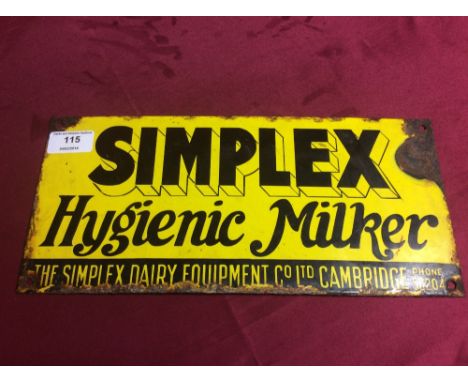 115
SIMPLEX
Hygienic Milker
THE SIMPLEX DAIRY EQUIPMENT CO LTD CAMBRIDGE PHONE